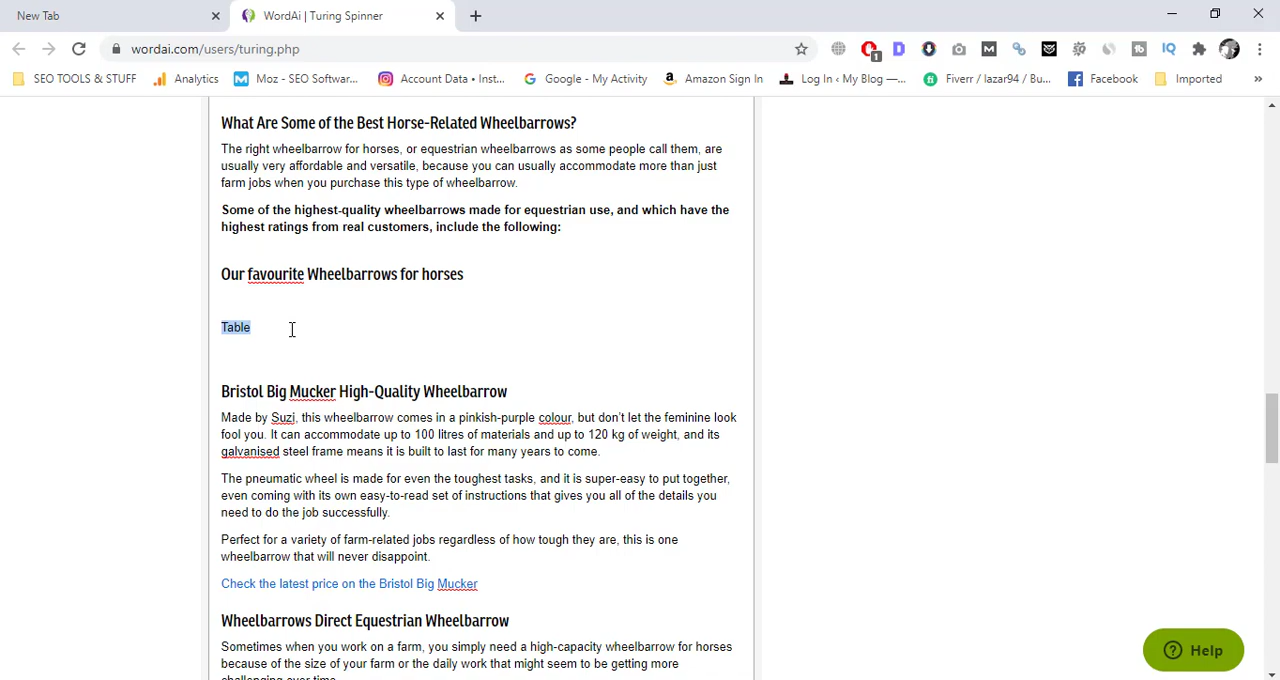 New Tab
WordAi | Turing Spinner
wordai.com/users/turing.php
1
SEO TOOLS & STUFF
Analytics
Moz - SEO Softwar...
Account Data • Inst...
Google - My Activity
Amazon Sign In
Log In ‹ My Blog —...
Fiverr / lazar94 / Bu...
Facebook
Imported
»
What Are Some of the Best Horse-Related Wheelbarrows?
The right wheelbarrow for horses, or equestrian wheelbarrows as some people call them, are
usually very affordable and versatile, because you can usually accommodate more than just
farm jobs when you purchase this type of wheelbarrow.
Some of the highest-quality wheelbarrows made for equestrian use, and which have the
highest ratings from real customers, include the following:
Our favourite Wheelbarrows for horses
Table
Bristol Big Mucker High-Quality Wheelbarrow
Made by Suzi, this wheelbarrow comes in a pinkish-purple colour, but don't let the feminine look
fool you. It can accommodate up to 100 litres of materials and up to 120 kg of weight, and its
galvanised steel frame means it is built to last for many years to come.
The pneumatic wheel is made for even the toughest tasks, and it is super-easy to put together,
even coming with its own easy-to-read set of instructions that gives you all of the details you
need to do the job successfully.
Perfect for a variety of farm-related jobs regardless of how tough they are, this is one
wheelbarrow that will never disappoint.
Check the latest price on the Bristol Big Mucker
Wheelbarrows Direct Equestrian Wheelbarrow
Sometimes when you work on a farm, you simply need a high-capacity wheelbarrow for horses
because of the size of your farm or the daily work that might seem to be getting more
challenging over time.
Help